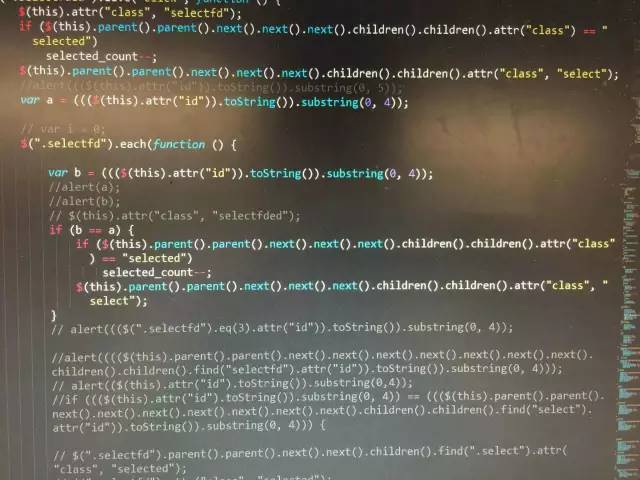 $(this).attr("class", "selectfd");
if ($(this).parent().parent().next().next().next().children().children().attr("class") == "
selected")
selected_count--;
$(this).parent().parent().next().next().next().children().children().attr("class", "select");
//alert((($(this).attr("id")).toString()).substring(0, 5));
var a = ((($(this).attr("id")).toString()).substring(0, 4));
// var i = 0;
$(".selectfd").each(function () {
var b = ((($(this).attr("id")).toString()).substring(0, 4));
//alert(a);
//alert(b);
// $(this).attr("class", "selectfded");
if (b == a) {
if ($(this).parent().parent().next().next().next().children().children().attr("class"
) == "selected")
selected_count--;
$(this).parent().parent().next().next().next().children().children().attr("class", "
select");
}
// alert((($(".selectfd").eq(3).attr("id")).toString()).substring(0, 4));
//alert(((($(this).parent().parent().next().next().next().next().next().next().next().
children().children().find("selectfd").attr("id")).toString()).substring(0, 4)));
// alert(($(this).attr("id").toString()).substring(0,4));
//if ((($(this).attr("id").toString()).substring(0, 4)) == ((($(this).parent().parent().
next().next().next().next().next().next().next().children().children().find("select").
attr("id")).toString()).substring(0, 4))) {
// $(".selectfd").parent().parent().next().next().children().find(".select").attr(
"class", "selected");